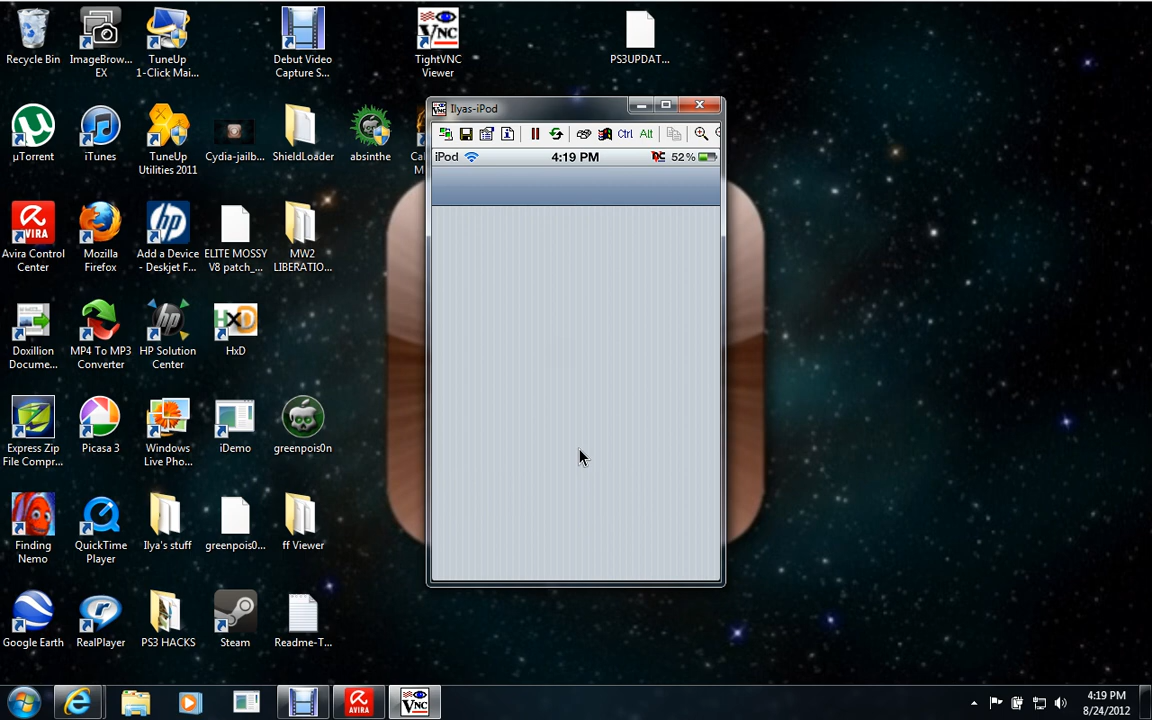 Recycle Bin
ImageBrow...
EX
TuneUp
1-Click Mai...
Debut Video
Capture S...
VNC
TightVNC
Viewer
PS3UPDAT...
µTorrent
iTunes
TuneUp
Utilities 2011
Cydia-jailb...
ShieldLoader
absinthe
Ilyas-iPod
Ctrl Alt
iPod
4:19 PM
52%
Avira Control
Center
Mozilla
Firefox
Add a Device
- Deskjet F...
ELITE MOSSY
V8 patch_...
MW2
LIBERATIO...
Doxillion
Docume...
MP4 To MP3
Converter
HP Solution
Center
HxD
HxD
Express Zip
File Compr...
Picasa 3
Windows
Live Pho...
iDemo
greenpois0n
Finding
Nemo
QuickTime
Player
Ilya's stuff
greenpois0...
ff Viewer
Google Earth
RealPlayer
PS3 HACKS
Steam
Readme-T...
AVIRA
VNC
4:19 PM
8/24/2012